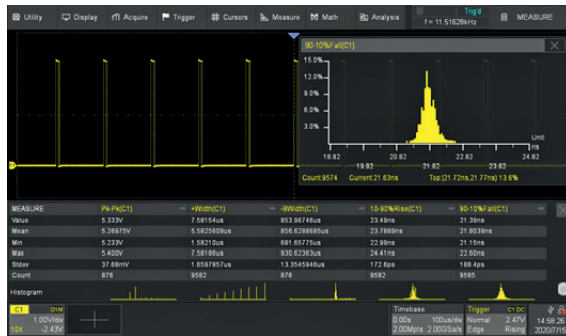 Utility Display Acquire Trigger Cursors Measure Math Analysis Trig'd f = 11.51628kHz MEASURE
90-10%Fall(C1)
15.0%
12.0%
9.0%
6.0%
3.0%
Unit:
ns
18.82 20.82 22.82 24.82
19.82 21.82 23.82
Count:9574 Current:21.63ns Top:[21.72ns,21.77ns) 13.6%
MEASURE Pk-Pk(C1) +Width(C1) -BWidth(C1) 10-90%Rise(C1) 90-10%Fall(C1)
Value 5.333V 7.58154us 853.96746us 23.49ns 21.39ns
Mean 5.26975V 5.5825609us 856.6288665us 23.7889ns 21.8039ns
Min 5.233V 1.58210us 681.65775us 22.99ns 21.15ns
Max 5.400V 7.58166us 930.62363us 24.41ns 22.60ns
Stdev 37.68mV 1.6597957us 13.3545946us 172.6ps 188.4ps
Count 876 9582 876 9582 9585
Histogram
C1 D1M Timebase Trigger C1 DC
1.00V/div 0.00s 100us/div Normal 2.47V 14:58:26
10X -2.43V 2.00Mpts 2.00GSa/s Edge Rising 2020/7/15